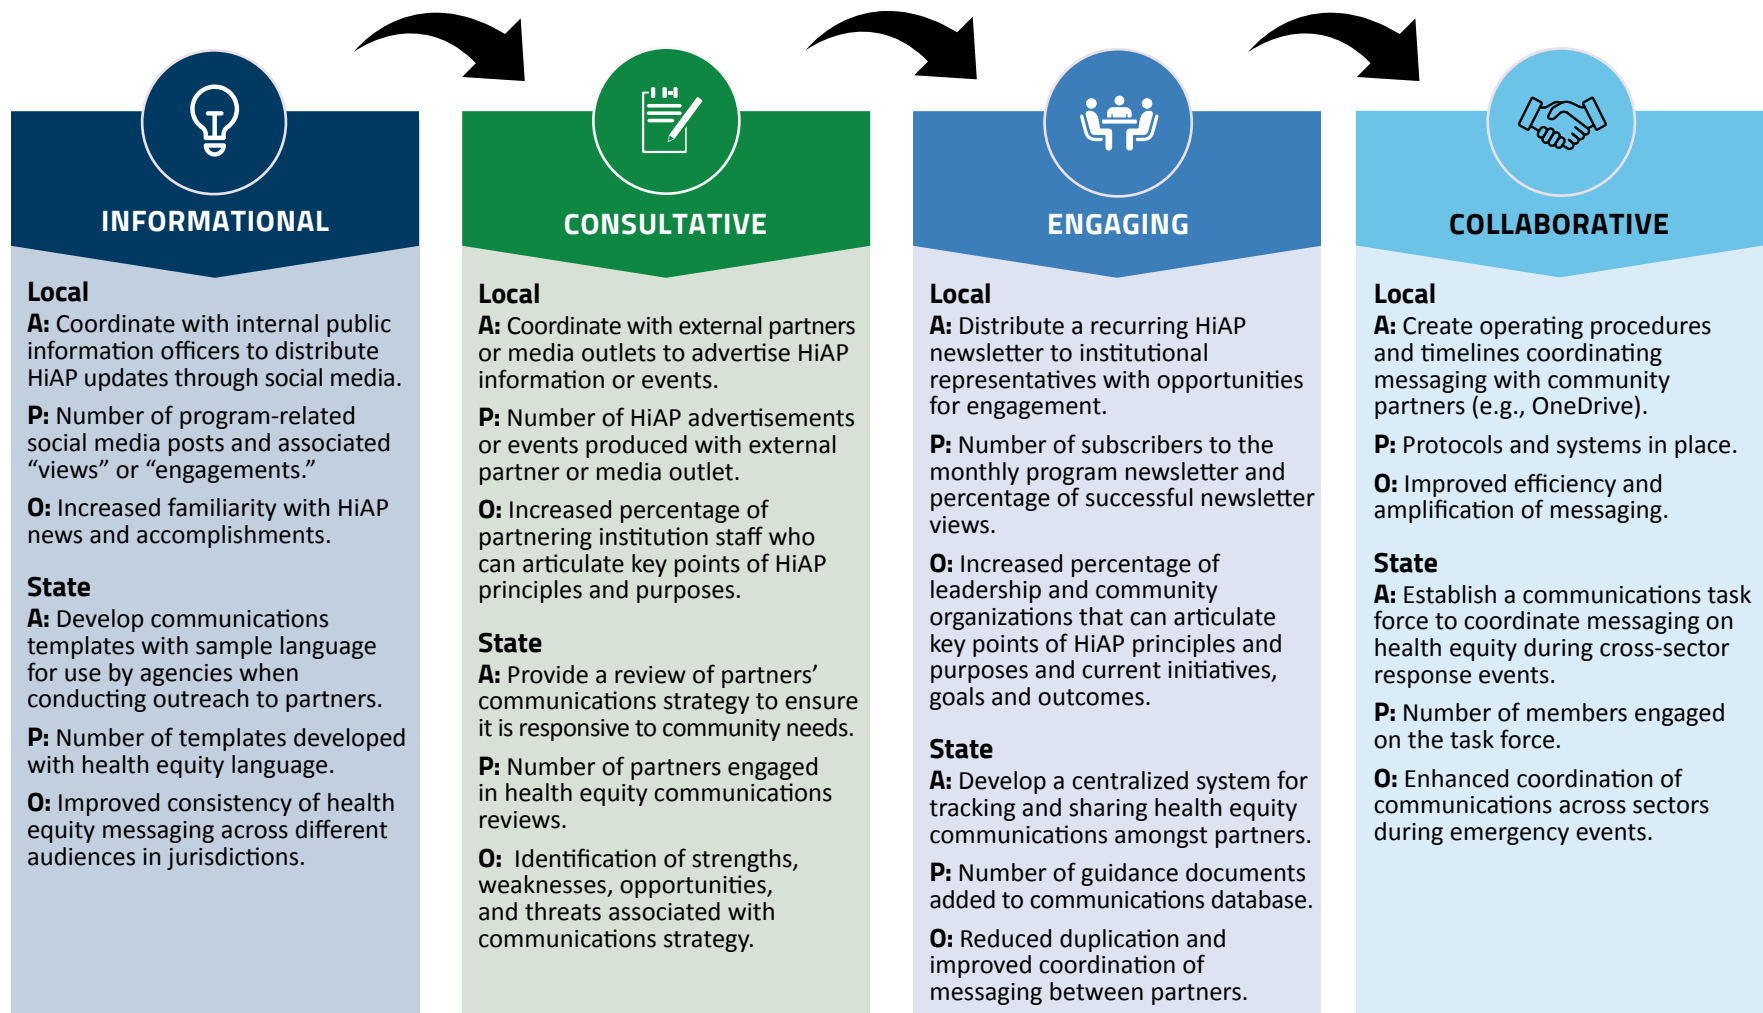 INFORMATIONAL
Local
A: Coordinate with internal public
information officers to distribute
HiAP updates through social media.
P: Number of program-related
social media posts and associated
“views” or “engagements.”
O: Increased familiarity with HiAP
news and accomplishments.
State
A: Develop communications
templates with sample language
for use by agencies when
conducting outreach to partners.
P: Number of templates developed
with health equity language.
O: Improved consistency of health
equity messaging across different
audiences in jurisdictions.
CONSULTATIVE
Local
A: Coordinate with external partners
or media outlets to advertise HiAP
information or events.
P: Number of HiAP advertisements
or events produced with external
partner or media outlet.
O: Increased percentage of
partnering institution staff who
can articulate key points of HiAP
principles and purposes.
State
A: Provide a review of partners’
communications strategy to ensure
it is responsive to community needs.
P: Number of partners engaged
in health equity communications
reviews.
O: Identification of strengths,
weaknesses, opportunities,
and threats associated with
communications strategy.
ENGAGING
Local
A: Distribute a recurring HiAP
newsletter to institutional
representatives with opportunities
for engagement.
P: Number of subscribers to the
monthly program newsletter and
percentage of successful newsletter
views.
O: Increased percentage of
leadership and community
organizations that can articulate
key points of HiAP principles and
purposes and current initiatives,
goals and outcomes.
State
A: Develop a centralized system for
tracking and sharing health equity
communications amongst partners.
P: Number of guidance documents
added to communications database.
O: Reduced duplication and
improved coordination of
messaging between partners.
COLLABORATIVE
Local
A: Create operating procedures
and timelines coordinating
messaging with community
partners (e.g., OneDrive).
P: Protocols and systems in place.
O: Improved efficiency and
amplification of messaging.
State
A: Establish a communications task
force to coordinate messaging on
health equity during cross-sector
response events.
P: Number of members engaged
on the task force.
O: Enhanced coordination of
communications across sectors
during emergency events.